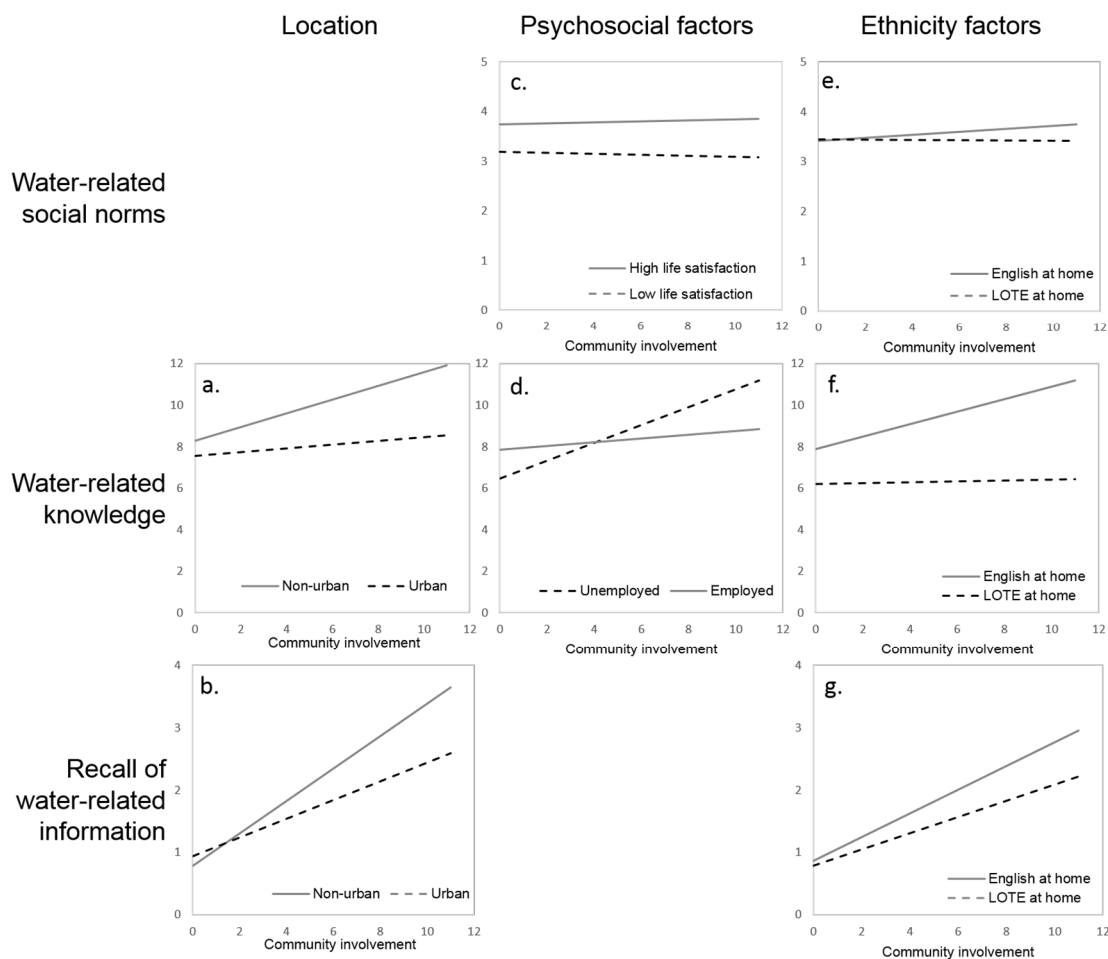 Location
Psychosocial factors
Ethnicity factors
Water-related
social norms
c.
5
4
3
2
1
0
High life satisfaction
Low life satisfaction
0 2 4 6 8 10 12
Community involvement
e.
5
4
3
2
1
0
English at home
LOTE at home
0 2 4 6 8 10 12
Community involvement
Water-related
knowledge
a.
12
10
8
6
4
2
0
Non-urban Urban
0 2 4 6 8 10 12
Community involvement
d.
12
10
8
6
4
2
0
Unemployed Employed
0 2 4 6 8 10 12
Community involvement
f.
12
10
8
6
4
2
0
English at home
LOTE at home
0 2 4 6 8 10 12
Community involvement
Recall of
water-related
information
b.
4
3
2
1
0
Non-urban Urban
0 2 4 6 8 10 12
Community involvement
g.
4
3
2
1
0
English at home
LOTE at home
0 2 4 6 8 10 12
Community involvement